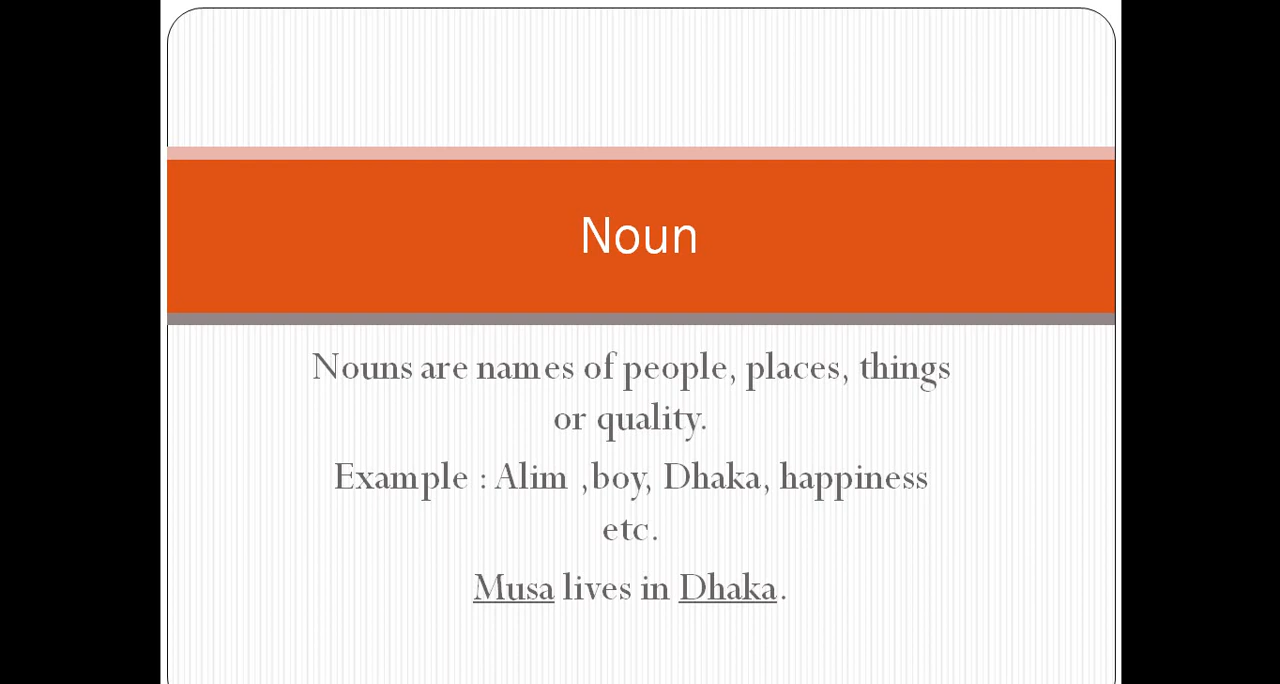 Noun
Nouns are names of people, places, things
or quality.
Example : Alim ,boy, Dhaka, happiness
etc.
Musa lives in Dhaka.